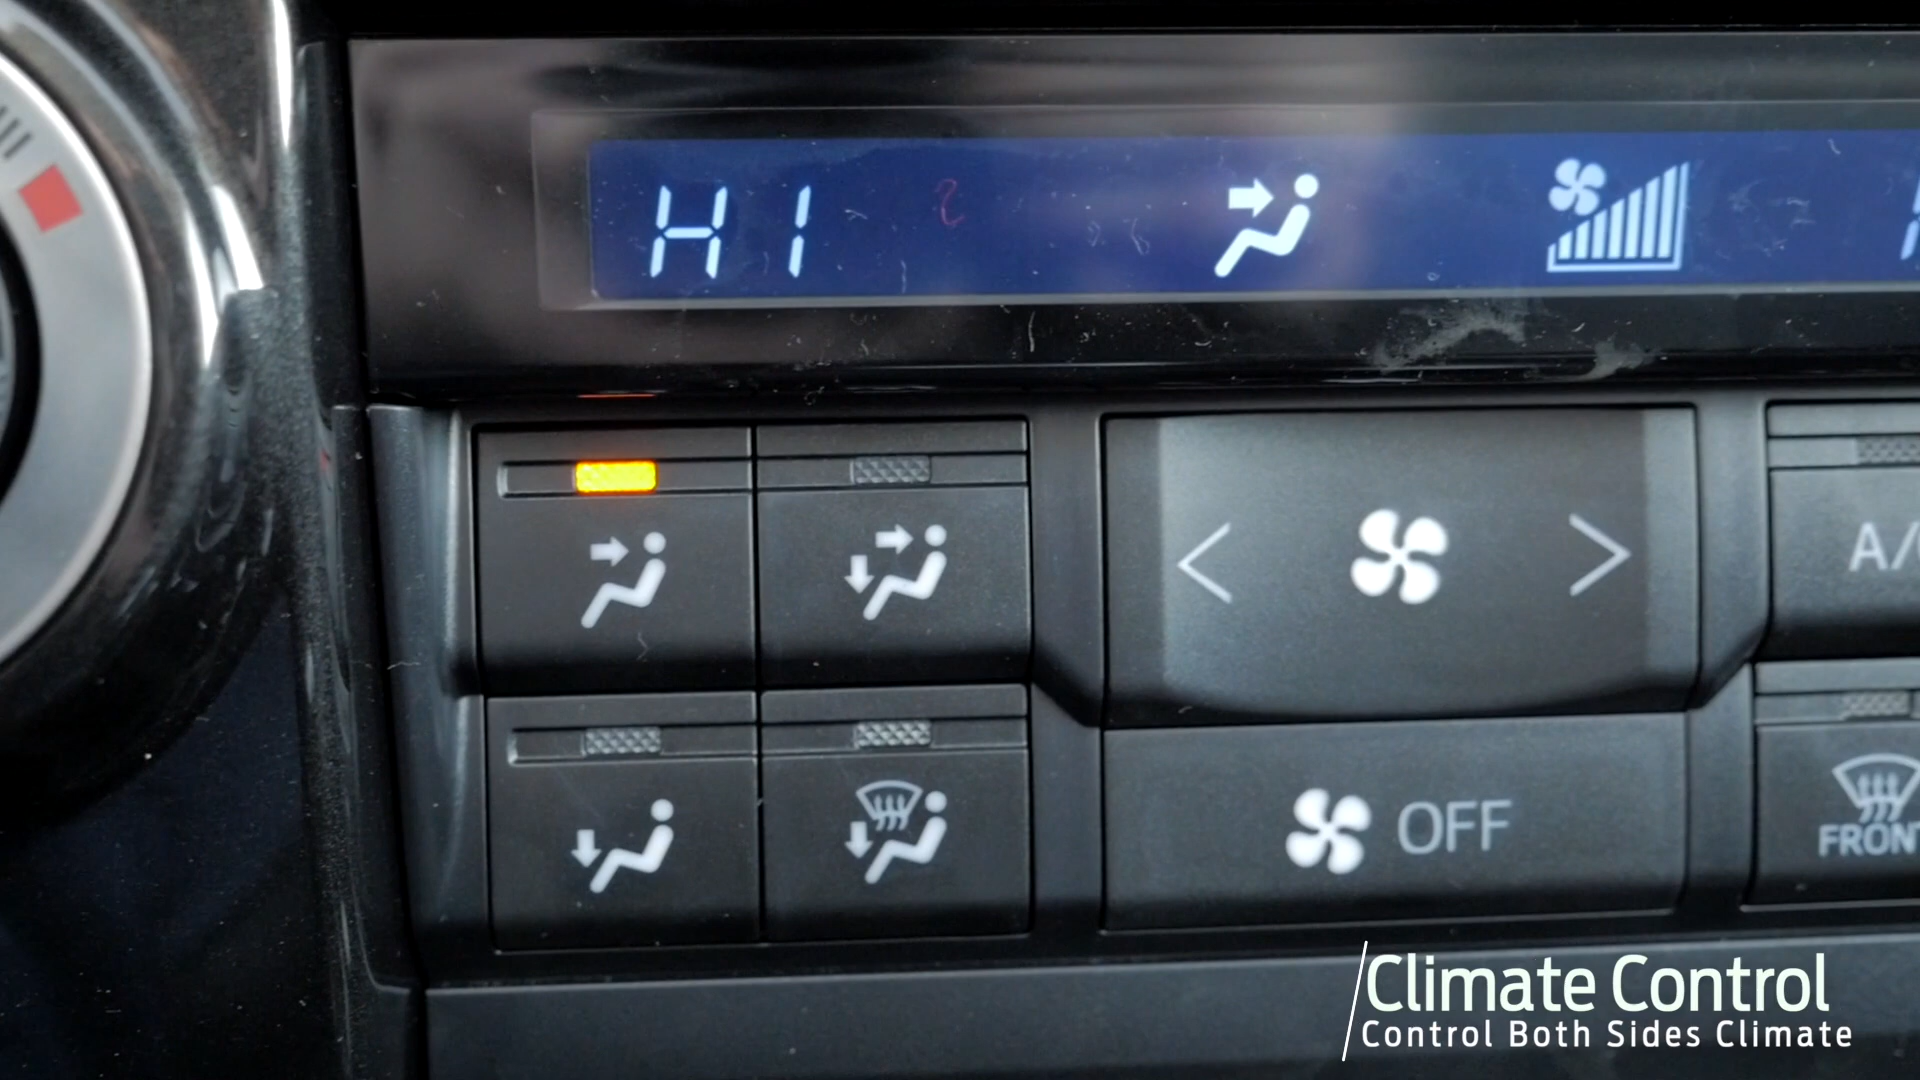 HI
A/
OFF
FRONT
Climate Control
Control Both Sides Climate